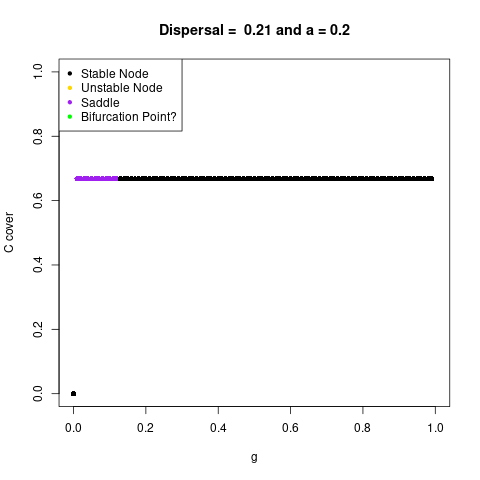 Dispersal =  0.21 and a = 0.2
Stable Node
Unstable Node
Saddle
Bifurcation Point?
C cover
1.0
0.8
0.6
0.4
0.2
0.0
0.0 0.2 0.4 0.6 0.8 1.0
g